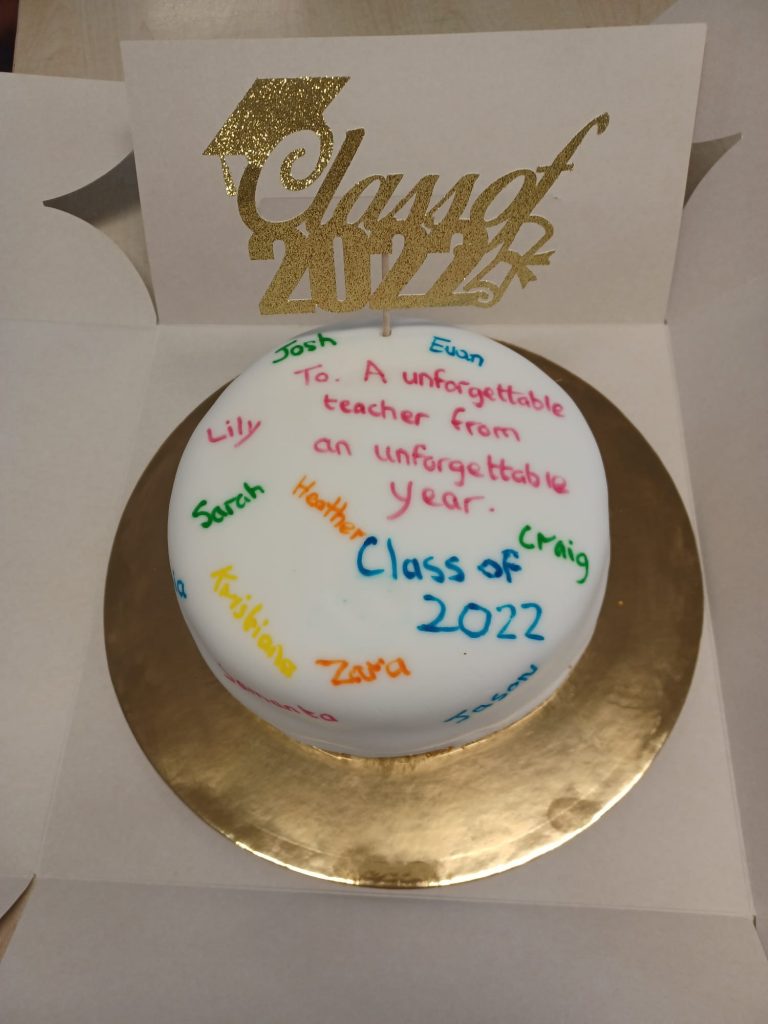 Class of
2022
Josh
Evan
To. A unforgettable
teacher from
an unforgettable
year.
Lily
Sarah
Heather
Craig
Class of
2022
Kristiana
Zara
Jason